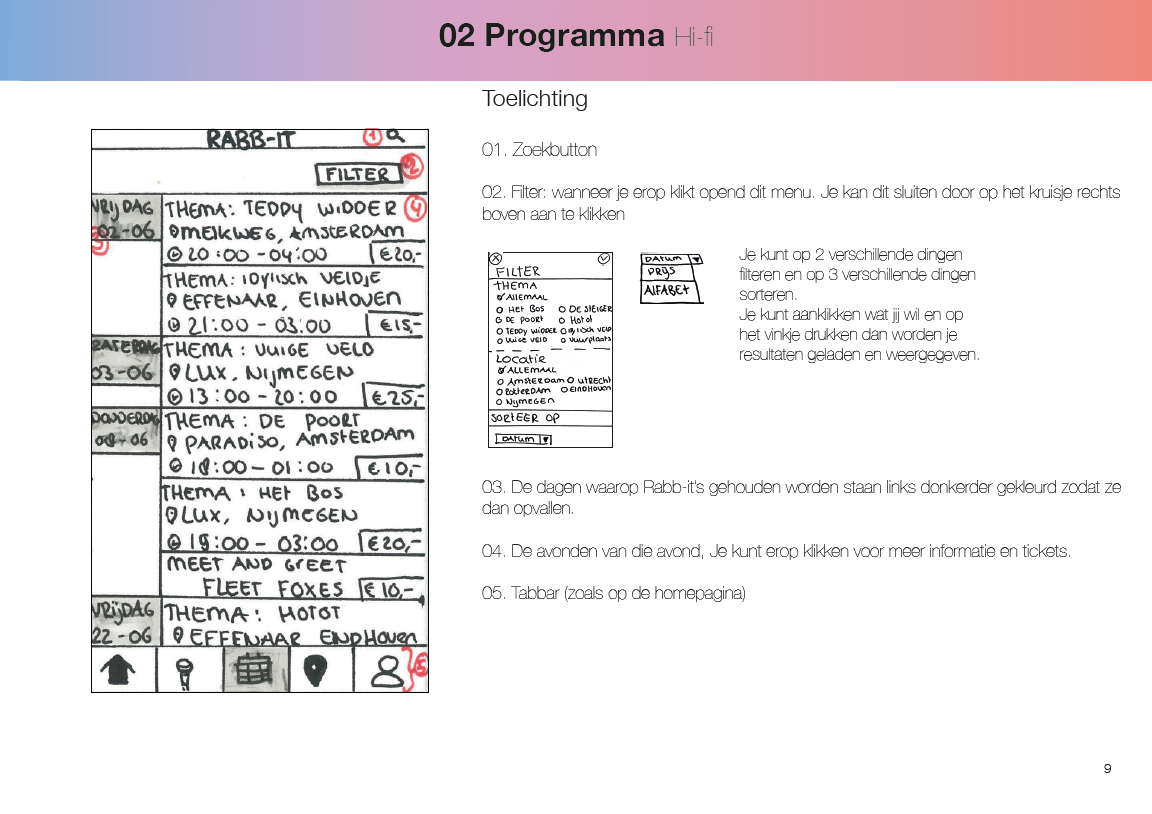 02 Programma Hi-fi
RABB-IT 1
FILTER 2
VRIJDAG
02-06
3
THEMA: TEDDY WIDDER 4
MELKWEG, AMSTERDAM
20:00 - 04:00 €20,-
THEMA: IDYLISCH VELDJE
EFFENAAR, EINHOVEN
21:00 - 03:00 €15,-
ZATERDAG
03-06
THEMA: VUIGE VELD
LUX, NIJMEGEN
13:00 - 20:00 €25,-
DONDERDAG
08-06
THEMA: DE POORT
PARADISO, AMSTERDAM
18:00 - 01:00 €10,-
THEMA: HET BOS
LUX, NIJMEGEN
19:00 - 03:00 €20,-
MEET AND GREET
FLEET FOXES €10,-
VRIJDAG
22-06
THEMA: HOTOT
EFFENAAR EINDHOVEN
5
Toelichting
01. Zoekbutton
02. Filter: wanneer je erop klikt opend dit menu. Je kan dit sluiten door op het kruisje rechts
boven aan te klikken
FILTER
THEMA
ALLEMAAL
HET BOS DE STEIGER
DE POORT Hotot
TEDDY WIDDER IDYLISCH VELD
VUIGE VELD Vuurplaats
LOCATIE
ALLEMAAL
AMSTERDAM UTRECHT
ROTTERDAM EINDHOVEN
NIJMEGEN
SORTEER OP
DATUM
DATUM
PRIJS
ALFABET
Je kunt op 2 verschillende dingen
filteren en op 3 verschillende dingen
sorteren.
Je kunt aanklikken wat jij wil en op
het vinkje drukken dan worden je
resultaten geladen en weergegeven.
03. De dagen waarop Rabb-it's gehouden worden staan links donkerder gekleurd zodat ze
dan opvallen.
04. De avonden van die avond, Je kunt erop klikken voor meer informatie en tickets.
05. Tabbar (zoals op de homepagina)
9